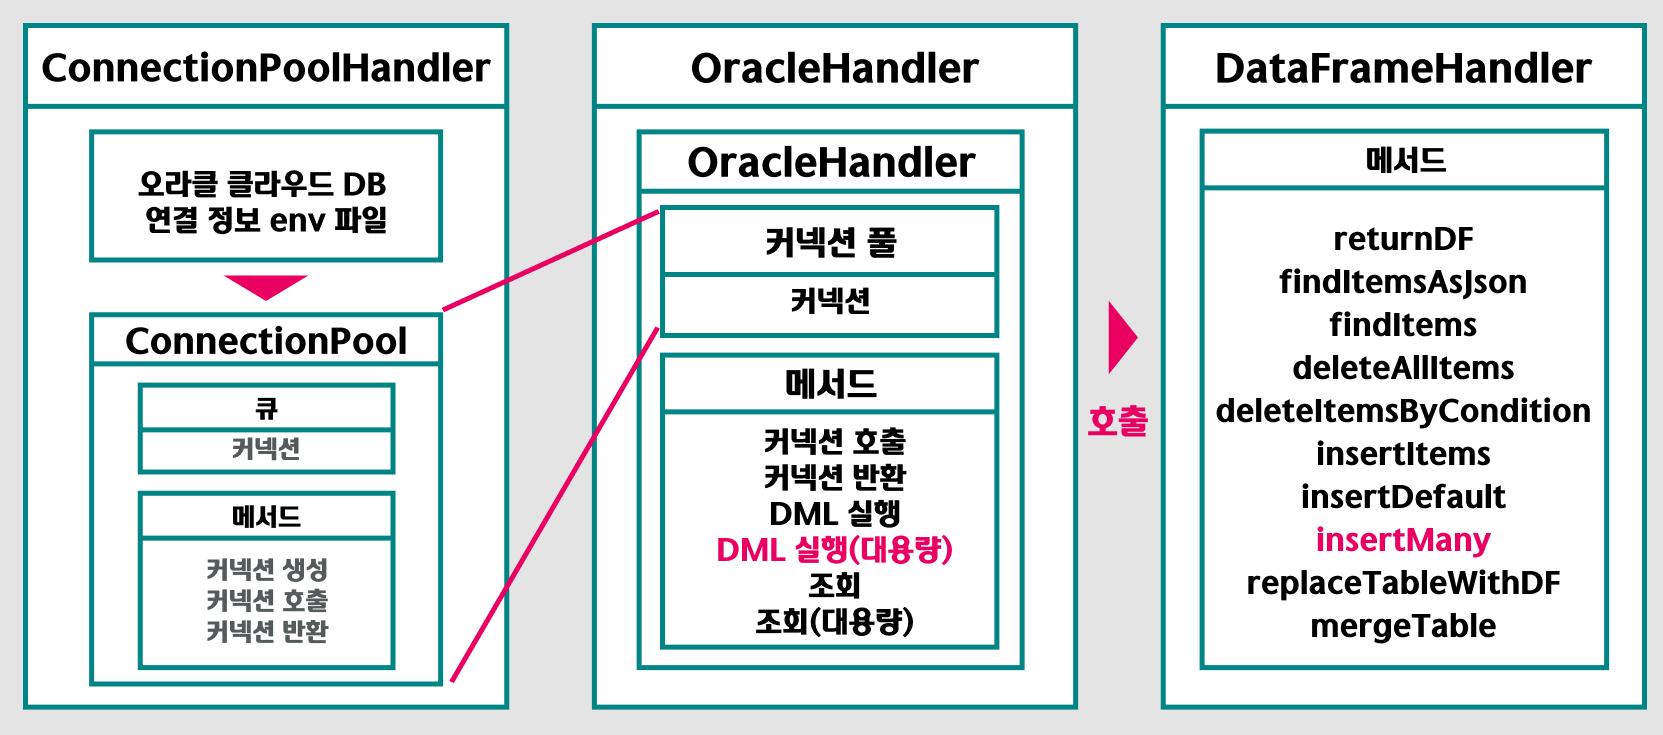 ConnectionPoolHandler
오라클 클라우드 DB
연결 정보 env 파일
ConnectionPool
큐
커넥션
메서드
커넥션 생성
커넥션 호출
커넥션 반환
OracleHandler
OracleHandler
커넥션 풀
커넥션
메서드
커넥션 호출
커넥션 반환
DML 실행
DML 실행(대용량)
조회
조회(대용량)
호출
DataFrameHandler
메서드
returnDF
findItemsAsJson
findItems
deleteAllItems
deleteItemsByCondition
insertItems
insertDefault
insertMany
replaceTableWithDF
mergeTable